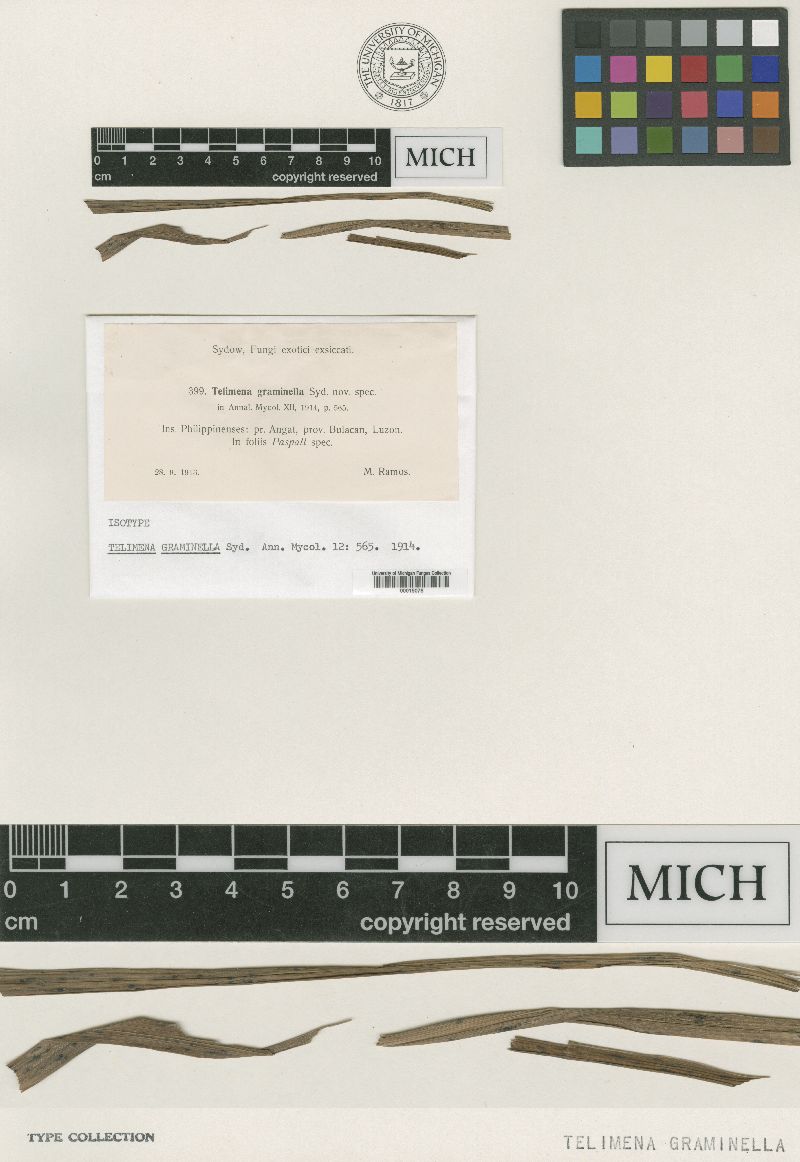 THE UNIVERSITY OF MICHIGAN
1817
0 1 2 3 4 5 6 7 8 9 10
cm copyright reserved
MICH
Sydow, Fungi exotici exsiccati.
399. Telimena graminella Syd. nov. spec.
in Annal. Mycol. XII, 1914, p. 565.
Ins. Philippinenses: pr. Angat, prov. Bulacan, Luzon.
In foliis Paspali spec.
1913. M. Ramos.
ISOTYPE
TELIMENA GRAMINELLA Syd. Ann. Mycol. 12: 565. 1914.
University of Michigan Fungus Collection
0 1 2 3 4 5 6 7 8 9 10
cm copyright reserved
MICH
TYPE COLLECTION
TELIMENA GRAMINELLA